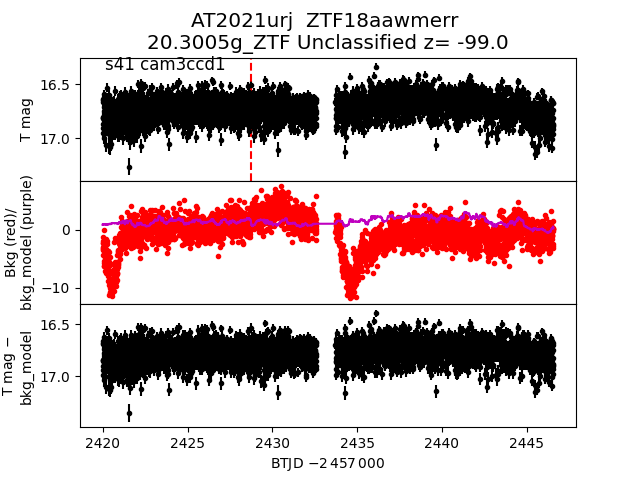 AT2021urj  ZTF18aawmerr
20.3005g_ZTF Unclassified z= -99.0
s41 cam3ccd1
16.5
17.0
T mag
0
−10
Bkg (red)/
bkg_model (purple)
16.5
17.0
T mag −
bkg_model
2420 2425 2430 2435 2440 2445
BTJD −2 457 000